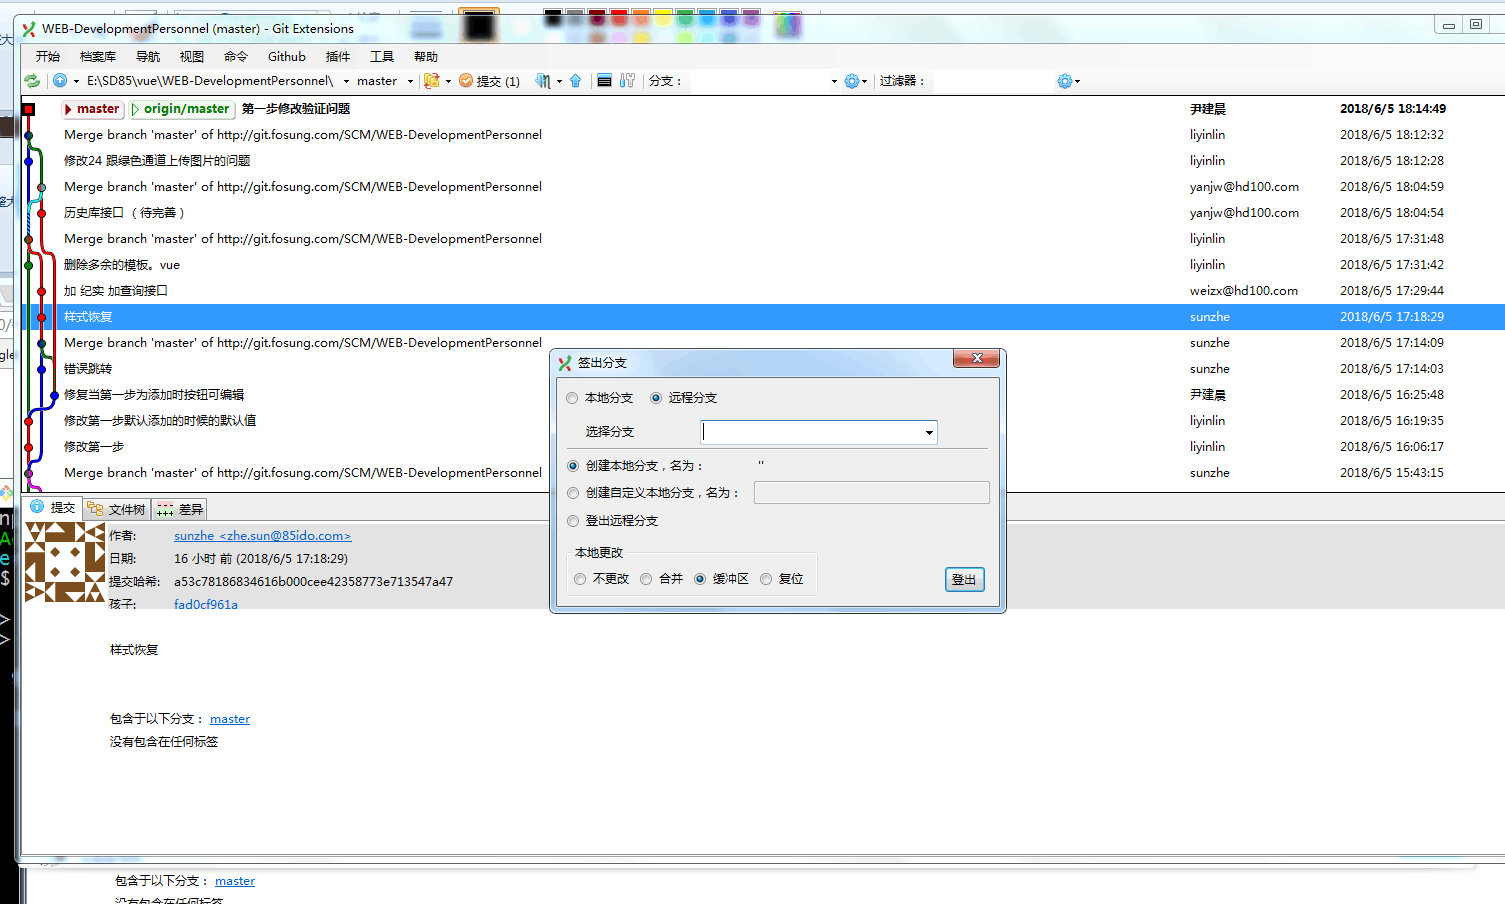 WEB-DevelopmentPersonnel (master) - Git Extensions
开始 档案库 导航 视图 命令 Github 插件 工具 帮助
E:\SD85\vue\WEB-DevelopmentPersonnel\ master 提交 (1) 分支： 过滤器：
master origin/master 第一步修改验证问题 尹建晨 2018/6/5 18:14:49
Merge branch 'master' of http://git.fosung.com/SCM/WEB-DevelopmentPersonnel liyinlin 2018/6/5 18:12:32
修改24 跟绿色通道上传图片的问题 liyinlin 2018/6/5 18:12:28
Merge branch 'master' of http://git.fosung.com/SCM/WEB-DevelopmentPersonnel yanjw@hd100.com 2018/6/5 18:04:59
历史库接口 （待完善） yanjw@hd100.com 2018/6/5 18:04:54
Merge branch 'master' of http://git.fosung.com/SCM/WEB-DevelopmentPersonnel liyinlin 2018/6/5 17:31:48
删除多余的模板。vue liyinlin 2018/6/5 17:31:42
加 纪实 加查询接口 weizx@hd100.com 2018/6/5 17:29:44
样式恢复 sunzhe 2018/6/5 17:18:29
Merge branch 'master' of http://git.fosung.com/SCM/WEB-DevelopmentPersonnel sunzhe 2018/6/5 17:14:09
错误跳转 sunzhe 2018/6/5 17:14:03
修复当第一步为添加时按钮可编辑 尹建晨 2018/6/5 16:25:48
修改第一步默认添加的时候的默认值 liyinlin 2018/6/5 16:19:35
修改第一步 liyinlin 2018/6/5 16:06:17
Merge branch 'master' of http://git.fosung.com/SCM/WEB-DevelopmentPersonnel sunzhe 2018/6/5 15:43:15
签出分支
本地分支 远程分支
选择分支
创建本地分支，名为： ''
创建自定义本地分支，名为：
登出远程分支
本地更改
不更改 合并 缓冲区 复位 登出
提交 文件树 差异
作者: sunzhe <zhe.sun@85ido.com>
日期: 16 小时 前 (2018/6/5 17:18:29)
提交哈希: a53c78186834616b000cee42358773e713547a47
孩子: fad0cf961a
样式恢复
包含于以下分支： master
没有包含在任何标签
包含于以下分支： master
没有包含在任何标签